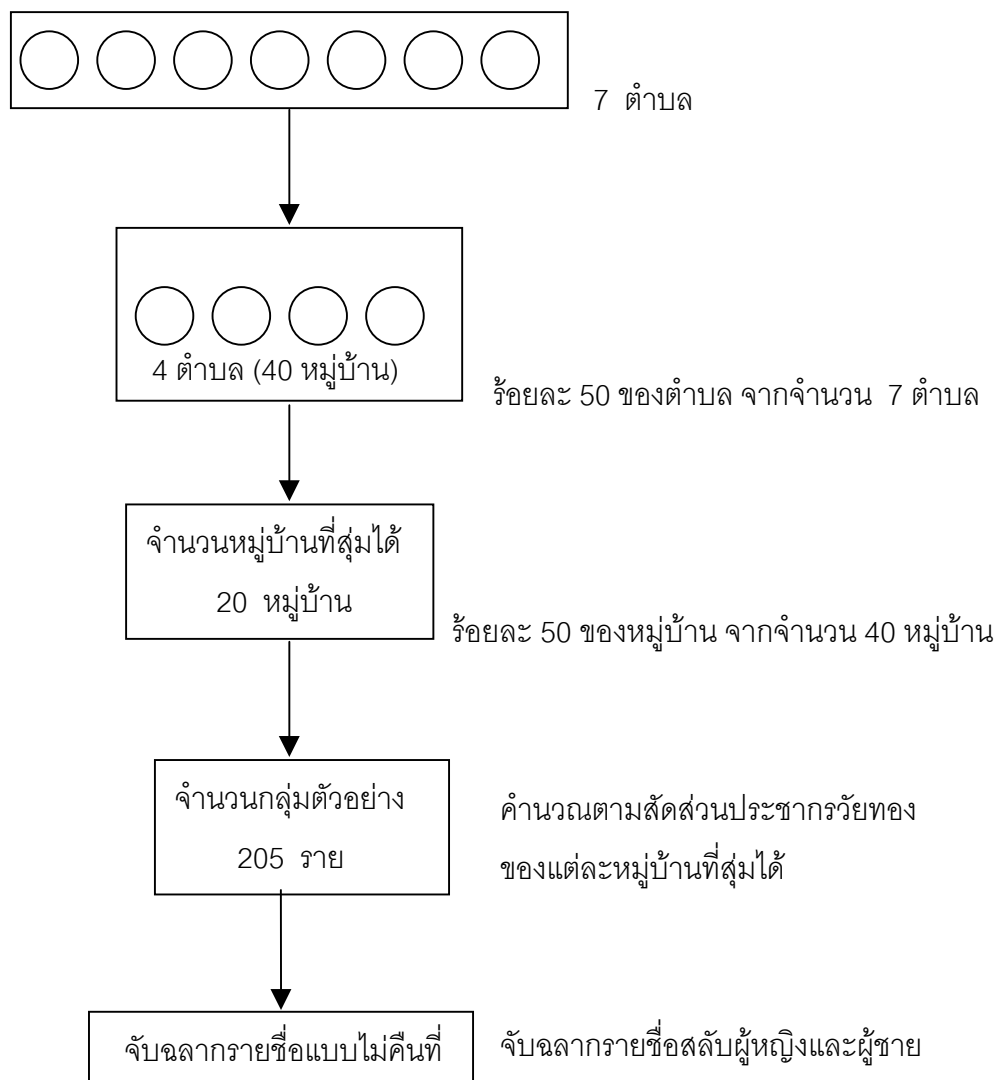 7 ตำบล
4 ตำบล (40 หมู่บ้าน)
ร้อยละ 50 ของตำบล จากจำนวน 7 ตำบล
จำนวนหมู่บ้านที่สุ่มได้
20 หมู่บ้าน
ร้อยละ 50 ของหมู่บ้าน จากจำนวน 40 หมู่บ้าน
จำนวนกลุ่มตัวอย่าง
205 ราย
คำนวณตามสัดส่วนประชากรวัยทอง
ของแต่ละหมู่บ้านที่สุ่มได้
จับฉลากรายชื่อแบบไม่คืนที่
จับฉลากรายชื่อสลับผู้หญิงและผู้ชาย